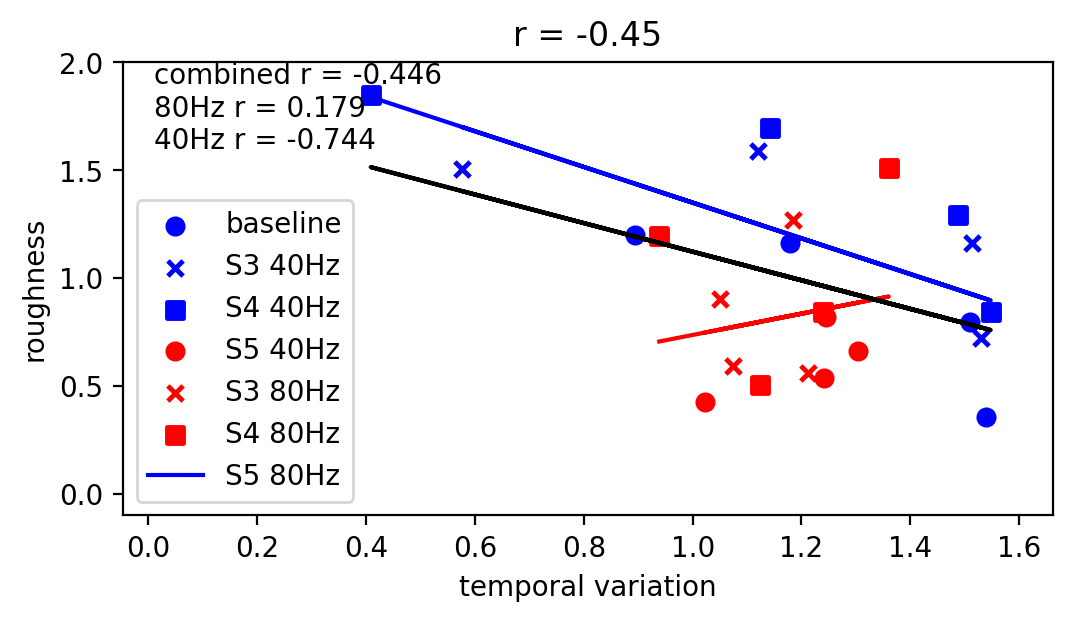 r = -0.45
combined r = -0.446
80Hz r = 0.179
40Hz r = -0.744
2.0
1.5
1.0
0.5
0.0
roughness
baseline
S3 40Hz
S4 40Hz
S5 40Hz
S3 80Hz
S4 80Hz
S5 80Hz
0.0 0.2 0.4 0.6 0.8 1.0 1.2 1.4 1.6
temporal variation